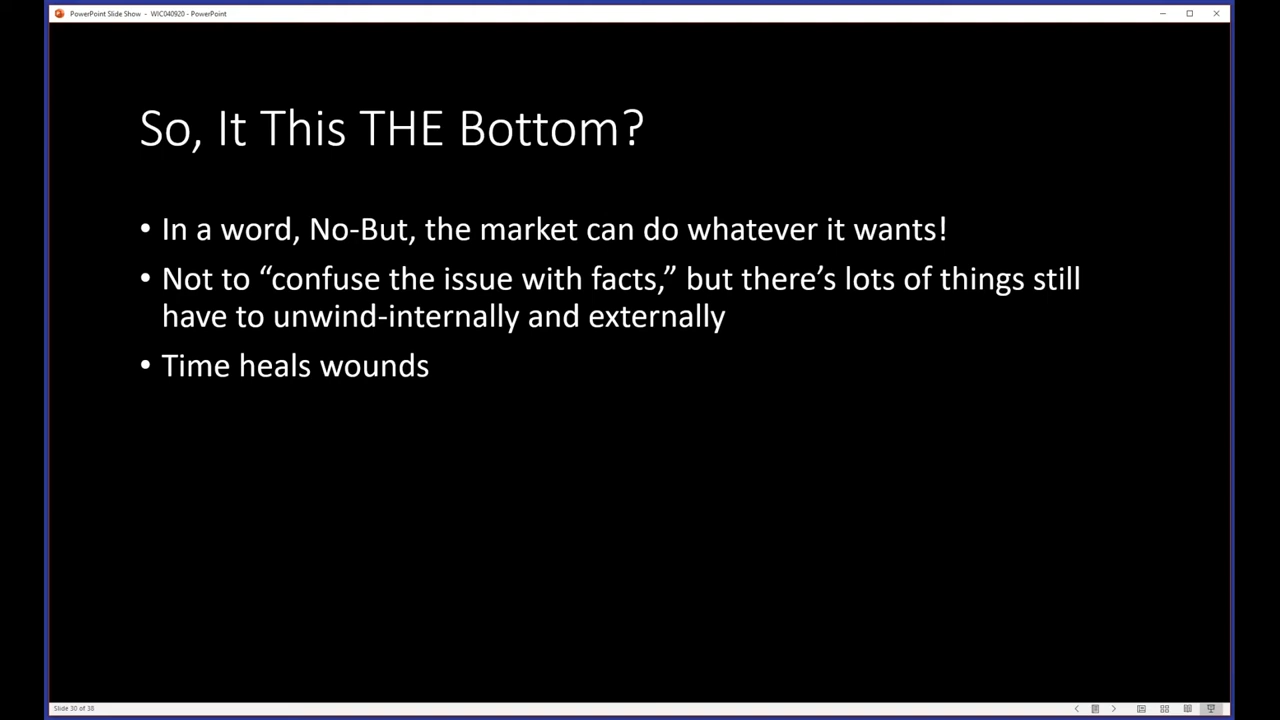 PowerPoint Slide Show - WIC040920 - PowerPoint
So, It This THE Bottom?
• In a word, No-But, the market can do whatever it wants!
• Not to “confuse the issue with facts,” but there’s lots of things still
have to unwind-internally and externally
• Time heals wounds
Slide 30 of 38